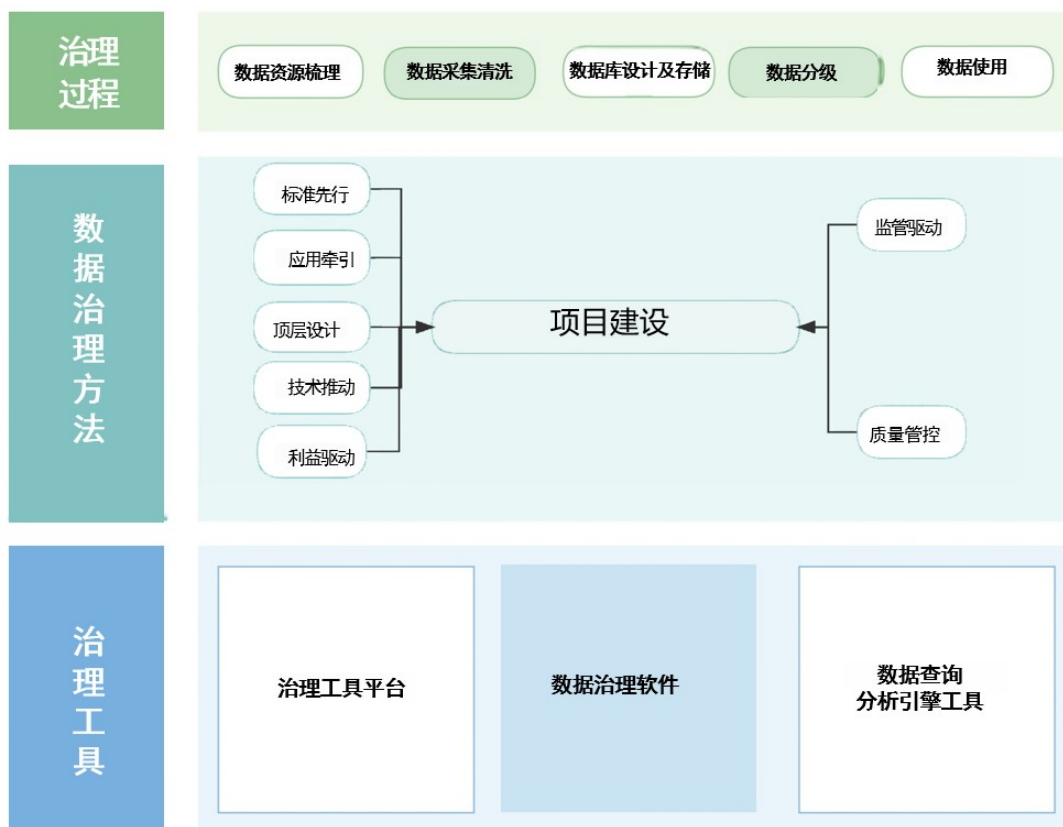 治理
过程
数据资源梳理
数据采集清洗
数据库设计及存储
数据分级
数据使用
数据治理方法
标准先行
应用牵引
顶层设计
技术推动
利益驱动
项目建设
监管驱动
质量管控
治理工具
治理工具平台
数据治理软件
数据查询
分析引擎工具